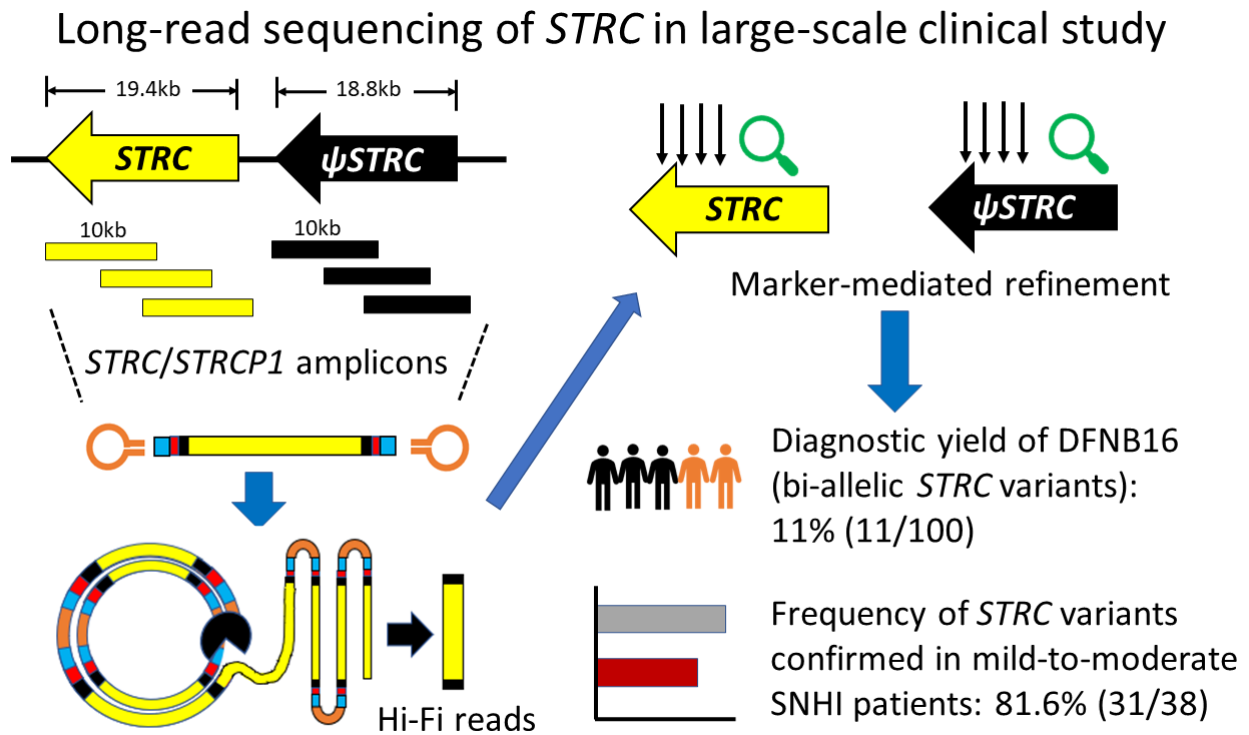 Long-read sequencing of STRC in large-scale clinical study
19.4kb
18.8kb
STRC
ψSTRC
10kb
10kb
STRC/STRCP1 amplicons
Hi-Fi reads
STRC
ψSTRC
Marker-mediated refinement
Diagnostic yield of DFNB16
(bi-allelic STRC variants):
11% (11/100)
Frequency of STRC variants
confirmed in mild-to-moderate
SNHI patients: 81.6% (31/38)